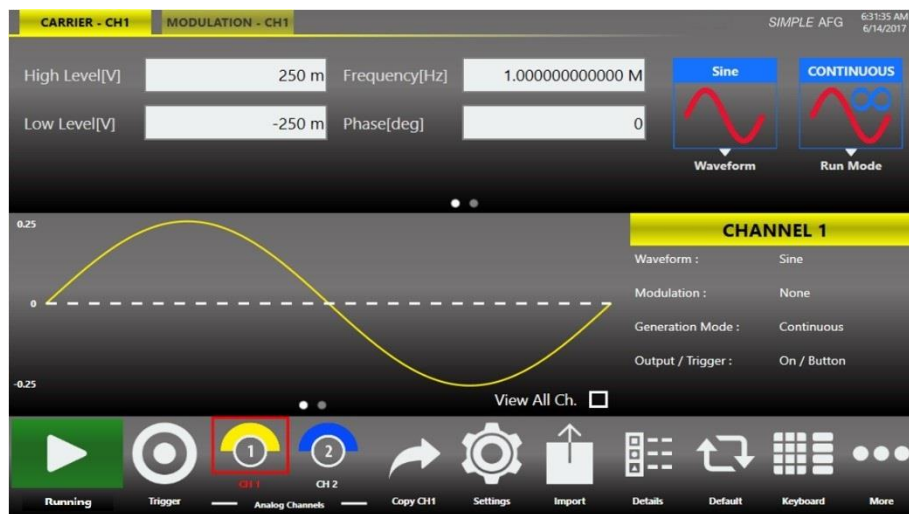 CARRIER - CH1 MODULATION - CH1 SIMPLE AFG 6:31:35 AM
6/14/2017
High Level[V] 250 m Frequency[Hz] 1.000000000000 M Sine CONTINUOUS
Low Level[V] -250 m Phase[deg] 0
Waveform Run Mode
0.25 CHANNEL 1
Waveform : Sine
Modulation : None
0
Generation Mode : Continuous
Output / Trigger : On / Button
-0.25
View All Ch.
1 2
CH 1 CH 2
Running Trigger Analog Channels Copy CH1 Settings Import Details Default Keyboard More